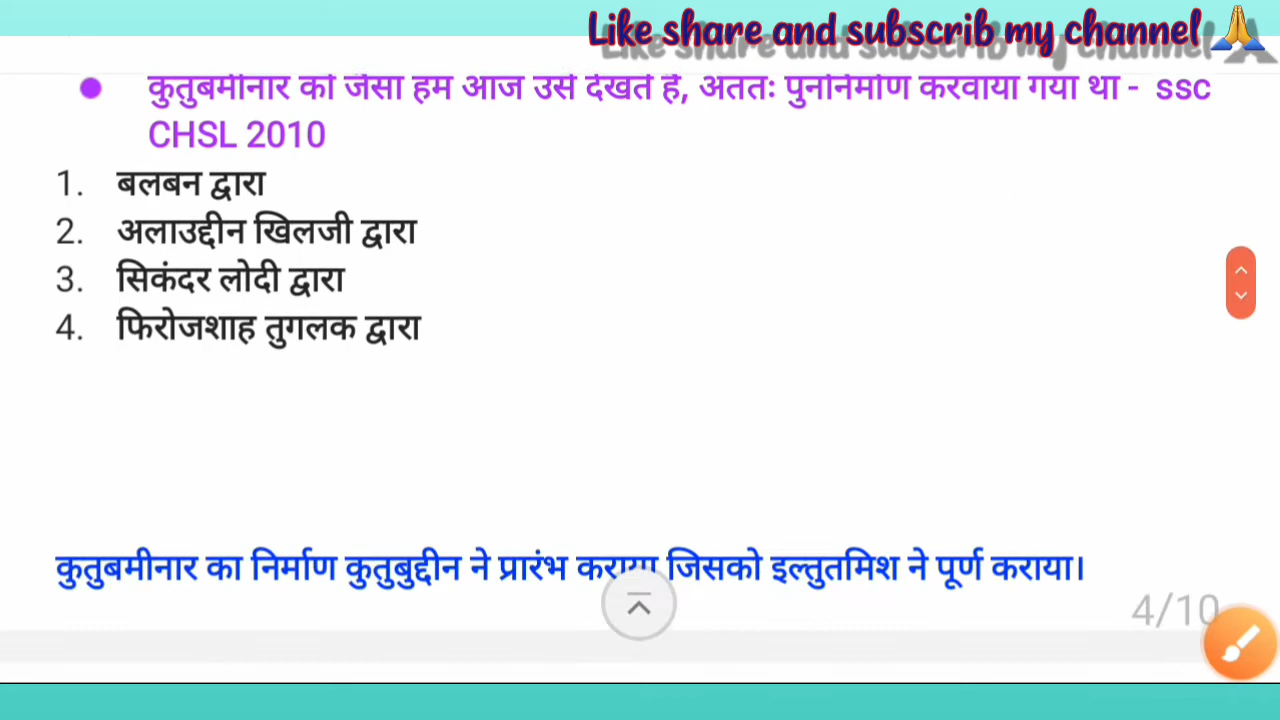 Like share and subscrib my channel 🙏
कुतुबमीनार को जैसा हम आज उसे देखते हैं, अततः पुनर्निर्माण करवाया गया था - ssc
CHSL 2010
1. बलबन द्वारा
2. अलाउद्दीन खिलजी द्वारा
3. सिकंदर लोदी द्वारा
4. फिरोजशाह तुगलक द्वारा
कुतुबमीनार का निर्माण कुतुबुद्दीन ने प्रारंभ कराया जिसको इल्तुतमिश ने पूर्ण कराया।
4/10